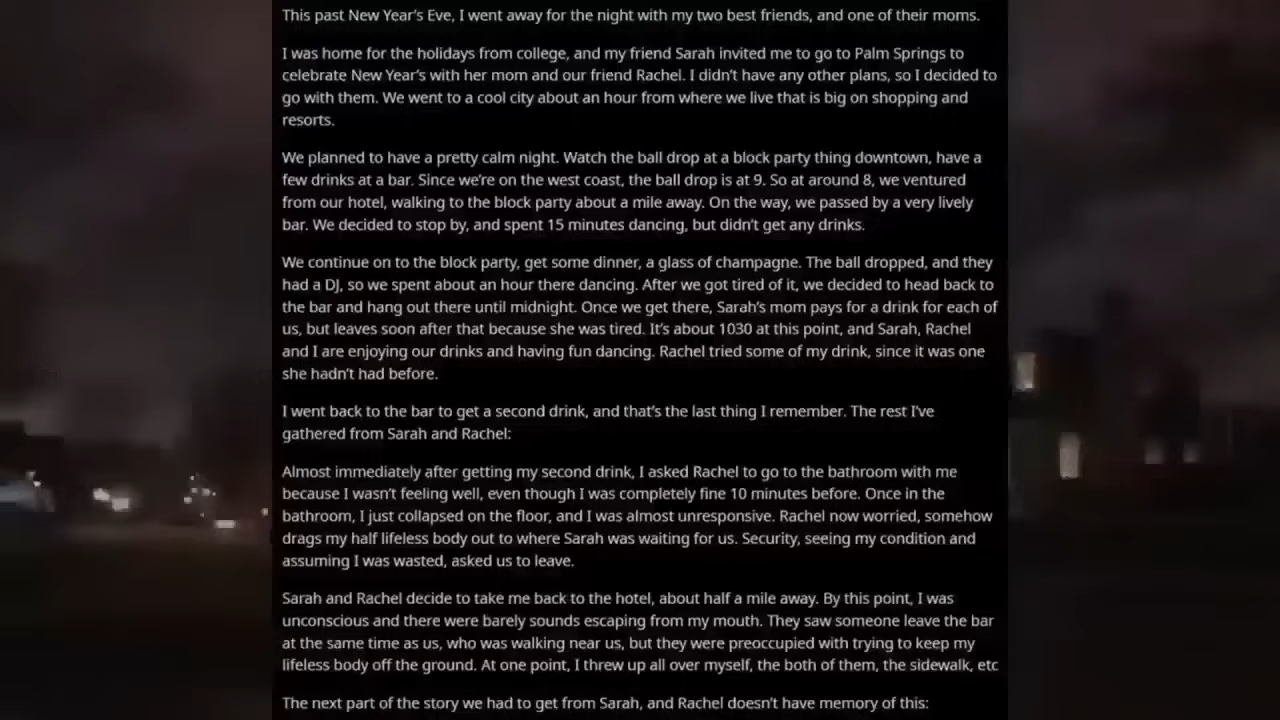 This past New Year's Eve, I went away for the night with my two best friends, and one of their moms.
I was home for the holidays from college, and my friend Sarah invited me to go to Palm Springs to
celebrate New Year's with her mom and our friend Rachel. I didn't have any other plans, so I decided to
go with them. We went to a cool city about an hour from where we live that is big on shopping and
resorts.
We planned to have a pretty calm night. Watch the ball drop at a block party thing downtown, have a
few drinks at a bar. Since we're on the west coast, the ball drop is at 9. So at around 8, we ventured
from our hotel, walking to the block party about a mile away. On the way, we passed by a very lively
bar. We decided to stop by, and spent 15 minutes dancing, but didn't get any drinks.
We continue on to the block party, get some dinner, a glass of champagne. The ball dropped, and they
had a DJ, so we spent about an hour there dancing. After we got tired of it, we decided to head back to
the bar and hang out there until midnight. Once we get there, Sarah's mom pays for a drink for each of
us, but leaves soon after that because she was tired. It's about 1030 at this point, and Sarah, Rachel
and I are enjoying our drinks and having fun dancing. Rachel tried some of my drink, since it was one
she hadn't had before.
I went back to the bar to get a second drink, and that's the last thing I remember. The rest I've
gathered from Sarah and Rachel:
Almost immediately after getting my second drink, I asked Rachel to go to the bathroom with me
because I wasn't feeling well, even though I was completely fine 10 minutes before. Once in the
bathroom, I just collapsed on the floor, and I was almost unresponsive. Rachel now worried, somehow
drags my half lifeless body out to where Sarah was waiting for us. Security, seeing my condition and
assuming I was wasted, asked us to leave.
Sarah and Rachel decide to take me back to the hotel, about half a mile away. By this point, I was
unconscious and there were barely sounds escaping from my mouth. They saw someone leave the bar
at the same time as us, who was walking near us, but they were preoccupied with trying to keep my
lifeless body off the ground. At one point, I threw up all over myself, the both of them, the sidewalk, etc
The next part of the story we had to get from Sarah, and Rachel doesn't have memory of this: